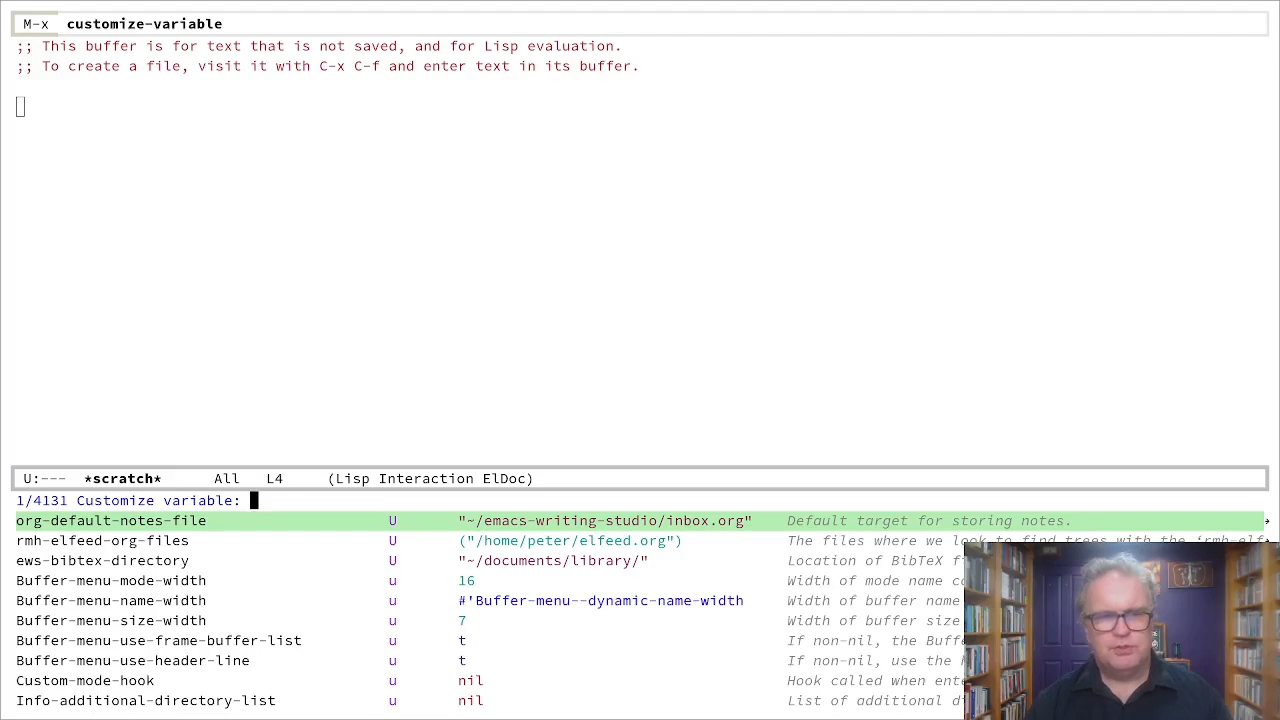 M-x customize-variable
;; This buffer is for text that is not saved, and for Lisp evaluation.
;; To create a file, visit it with C-x C-f and enter text in its buffer.
U:--- *scratch* All L4 (Lisp Interaction ElDoc)
1/4131 Customize variable:
org-default-notes-file U "~/emacs-writing-studio/inbox.org" Default target for storing notes.
rmh-elfeed-org-files U ("/home/peter/elfeed.org") The files where we look to find trees with the ‘rmh-elf
ews-bibtex-directory U "~/documents/library/" Location of BibTeX
Buffer-menu-mode-width u 16 Width of mode name
Buffer-menu-name-width u #'Buffer-menu--dynamic-name-width Width of buffer name
Buffer-menu-size-width u 7 Width of buffer size
Buffer-menu-use-frame-buffer-list u t If non-nil, the Buff
Buffer-menu-use-header-line u t If non-nil, use the
Custom-mode-hook u nil Hook called when ente
Info-additional-directory-list u nil List of additional